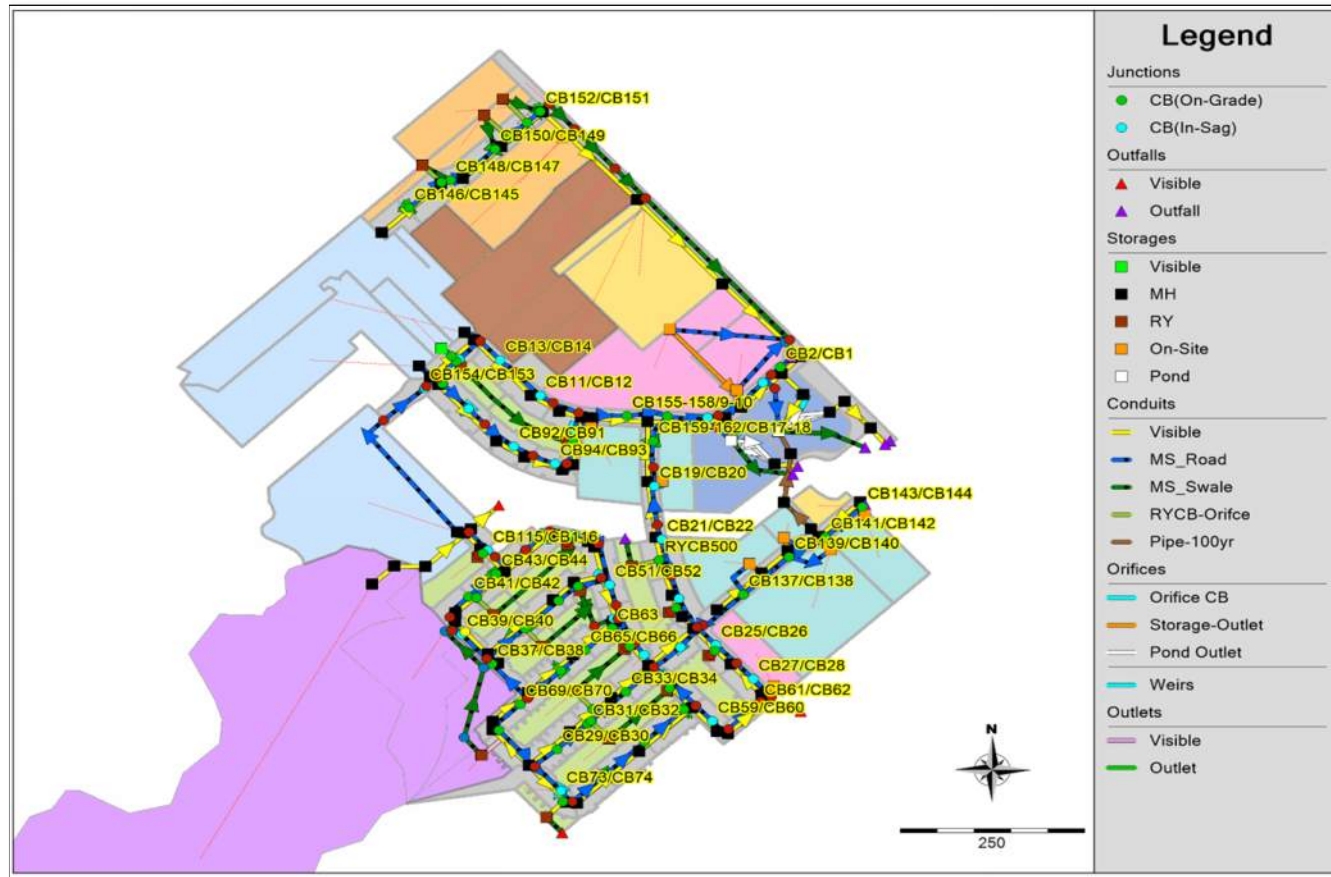 Legend
Junctions
CB(On-Grade)
CB(In-Sag)
Outfalls
Visible
Outfall
Storages
Visible
MH
RY
On-Site
Pond
Conduits
Visible
MS_Road
MS_Swale
RYCB-Orifce
Pipe-100yr
Orifices
Orifice CB
Storage-Outlet
Pond Outlet
Weirs
Outlets
Visible
Outlet
CB152/CB151
CB150/CB149
CB148/CB147
CB146/CB145
CB13/CB14
CB2/CB1
CB154/CB153
CB11/CB12
CB155-158/9-10
CB159-162/CB17-18
CB92/CB91
CB94/CB93
CB19/CB20
CB143/CB144
CB21/CB22
CB141/CB142
CB115/CB116
RYCB500
CB139/CB140
CB43/CB44
CB51/CB52
CB41/CB42
CB137/CB138
CB63
CB39/CB40
CB25/CB26
CB65/CB66
CB37/CB38
CB27/CB28
CB33/CB34
CB69/CB70
CB61/CB62
CB31/CB32
CB59/CB60
CB29/CB30
CB73/CB74
N
250